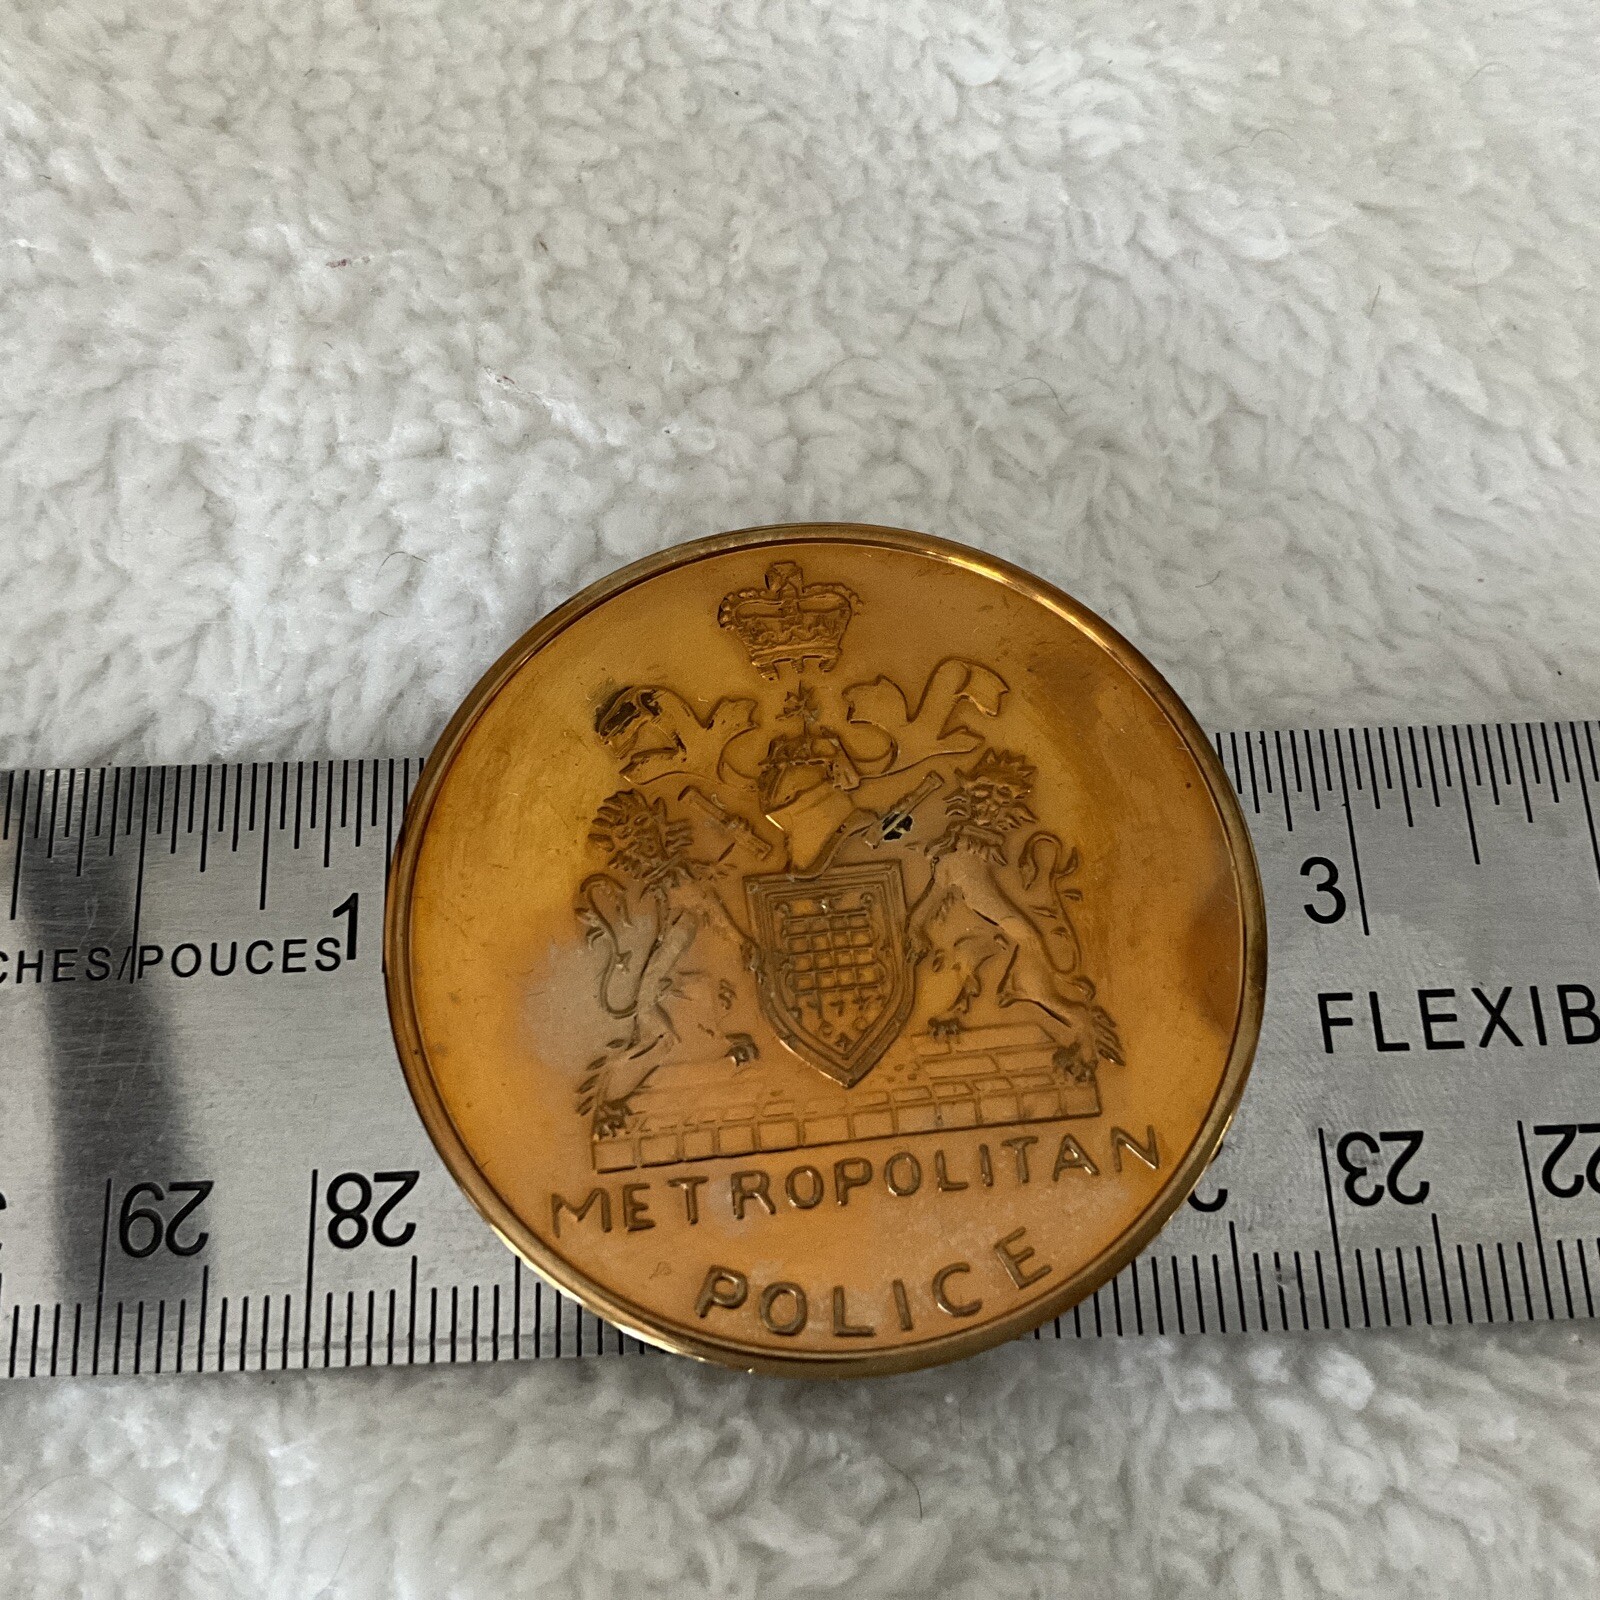 1
3
CHES/POUCES
FLEXIB
METROPOLITAN
POLICE
29 28 23 22